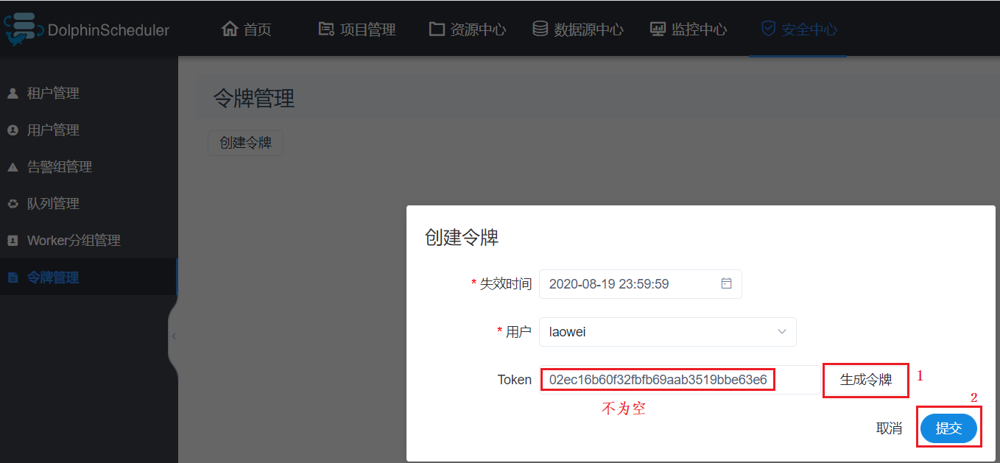 DolphinScheduler 首页 项目管理 资源中心 数据源中心 监控中心 安全中心
租户管理
用户管理
告警组管理
队列管理
Worker分组管理
令牌管理
令牌管理
创建令牌
创建令牌
* 失效时间 2020-08-19 23:59:59
* 用户 laowei
Token 02ec16b60f32fbfb69aab3519bbe63e6 生成令牌 1
不为空
2
取消 提交